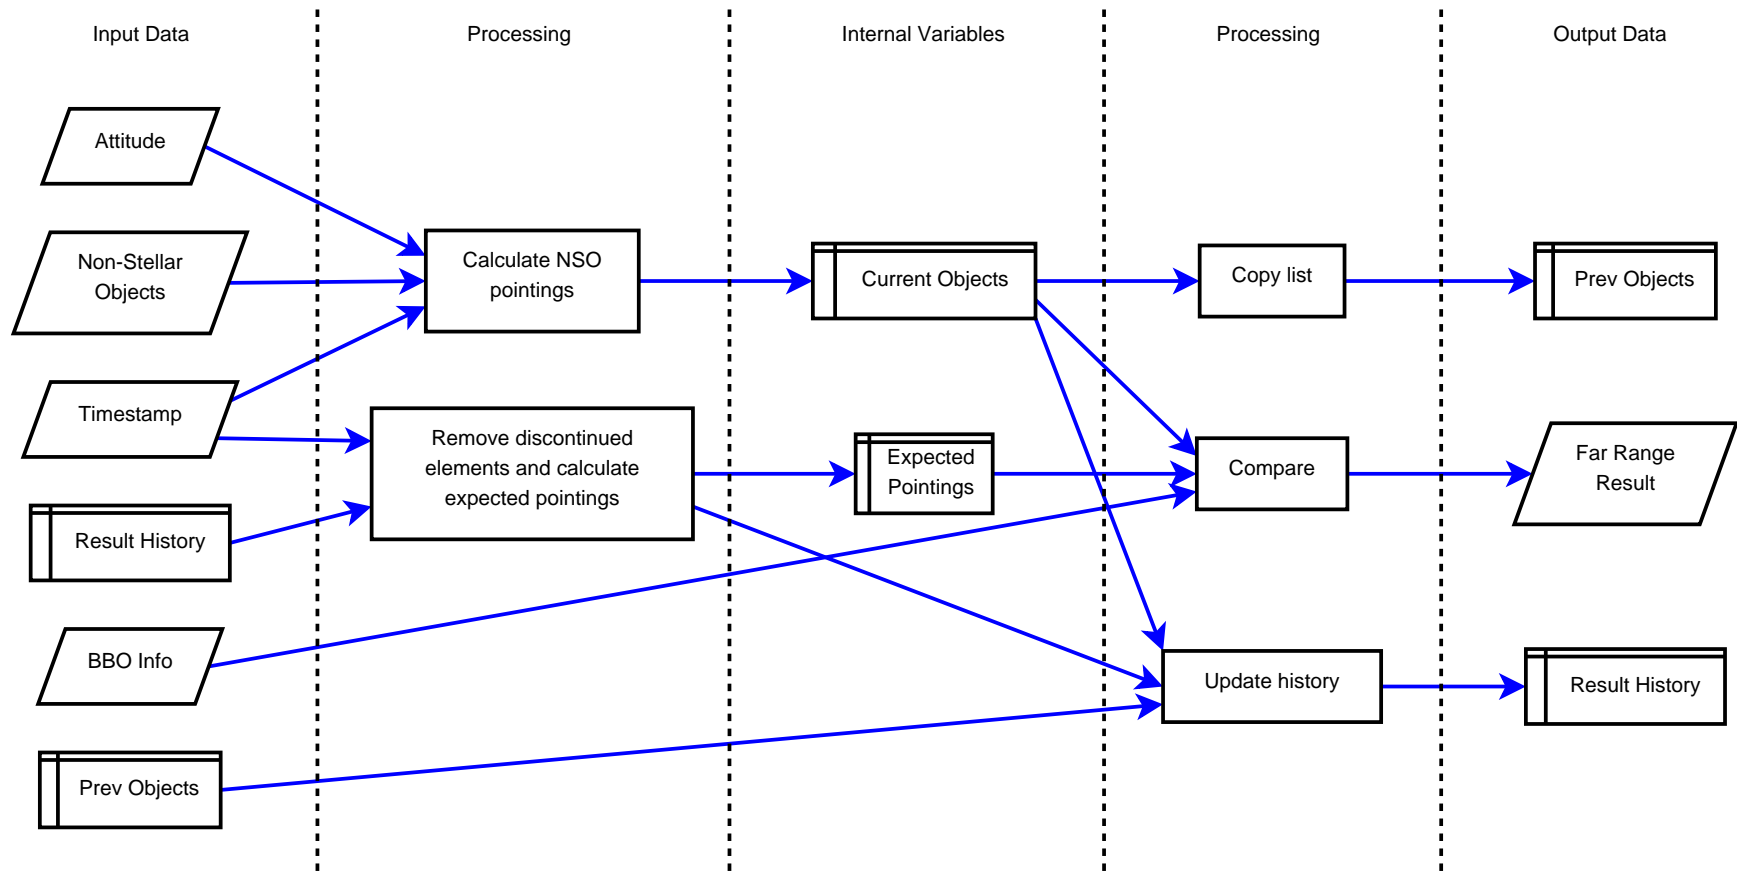 Input Data
Processing
Internal Variables
Processing
Output Data
Attitude
Non-Stellar
Objects
Timestamp
Result History
BBO Info
Prev Objects
Calculate NSO
pointings
Remove discontinued
elements and calculate
expected pointings
Current Objects
Expected
Pointings
Copy list
Compare
Update history
Prev Objects
Far Range
Result
Result History